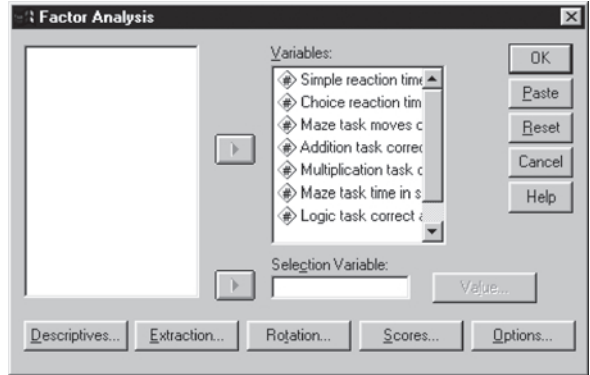 Factor Analysis
Variables:
Simple reaction time
Choice reaction tim
Maze task moves c
Addition task correc
Multiplication task c
Maze task time in s
Logic task correct a
Selection Variable:
Value...
OK
Paste
Reset
Cancel
Help
Descriptives... Extraction... Rotation... Scores... Options...